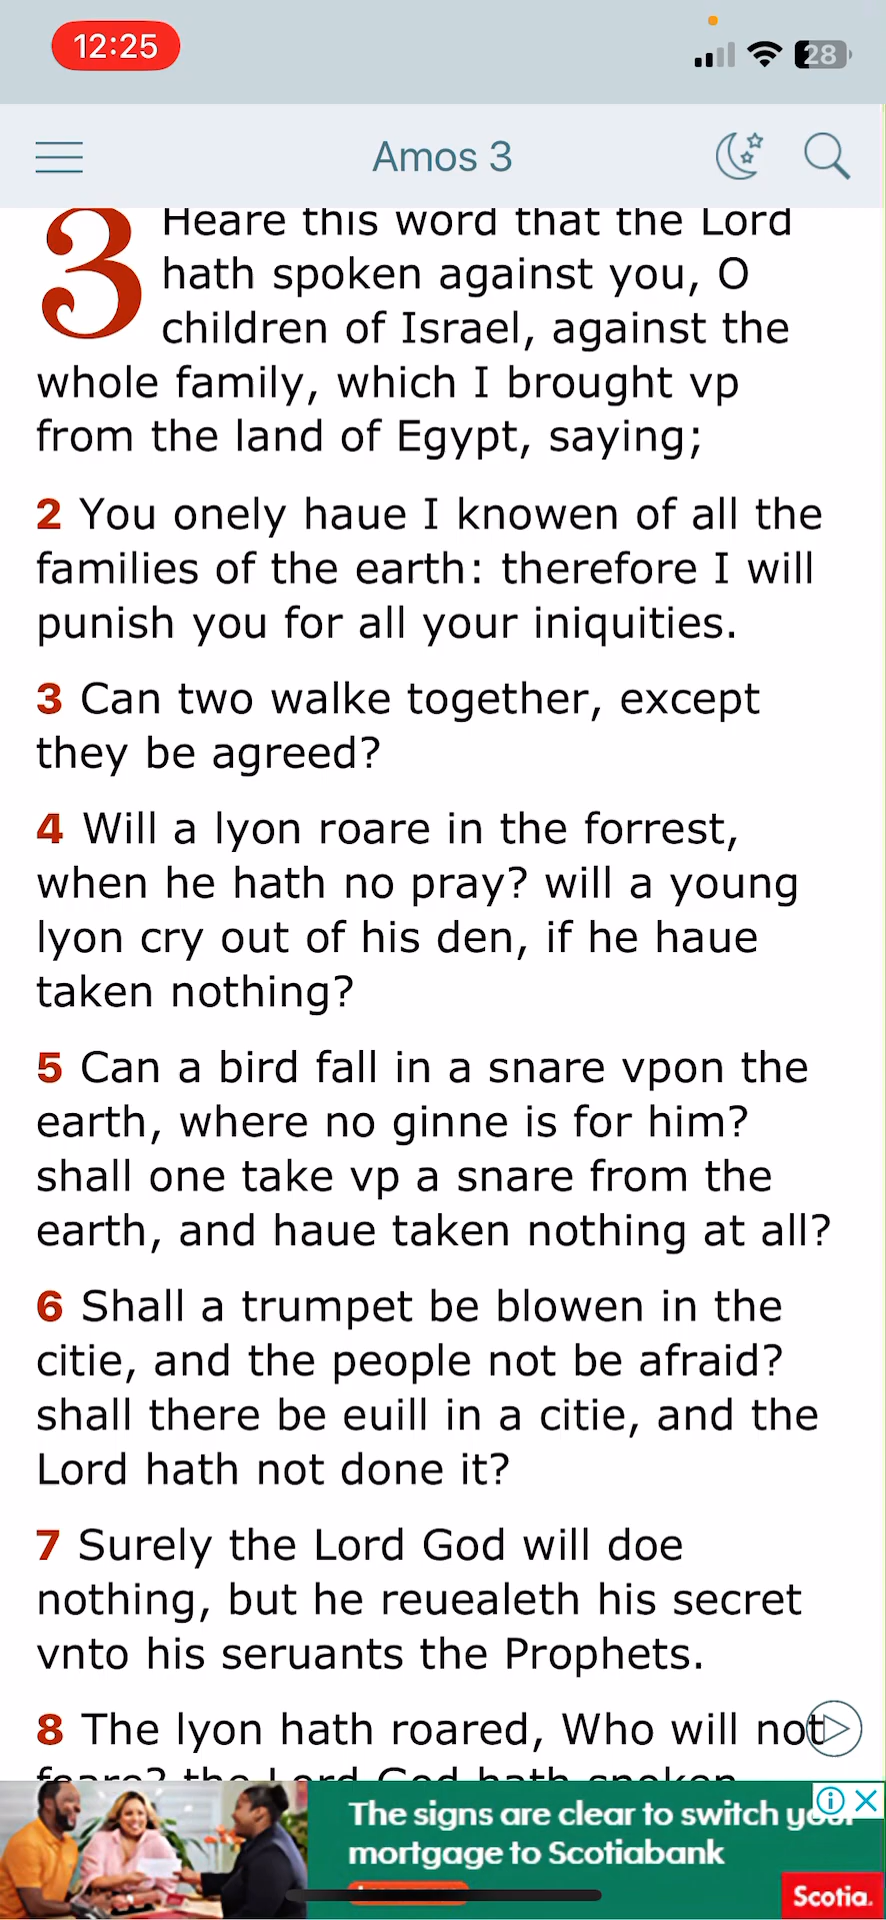 12:25
28
Amos 3
3 Heare this word that the Lord
hath spoken against you, O
children of Israel, against the
whole family, which I brought vp
from the land of Egypt, saying;
2 You onely haue I knowen of all the
families of the earth: therefore I will
punish you for all your iniquities.
3 Can two walke together, except
they be agreed?
4 Will a lyon roare in the forrest,
when he hath no pray? will a young
lyon cry out of his den, if he haue
taken nothing?
5 Can a bird fall in a snare vpon the
earth, where no ginne is for him?
shall one take vp a snare from the
earth, and haue taken nothing at all?
6 Shall a trumpet be blowen in the
citie, and the people not be afraid?
shall there be euill in a citie, and the
Lord hath not done it?
7 Surely the Lord God will doe
nothing, but he reuealeth his secret
vnto his seruants the Prophets.
8 The lyon hath roared, Who will not
feare? the Lord God hath spoken
The signs are clear to switch your
mortgage to Scotiabank
Scotia.